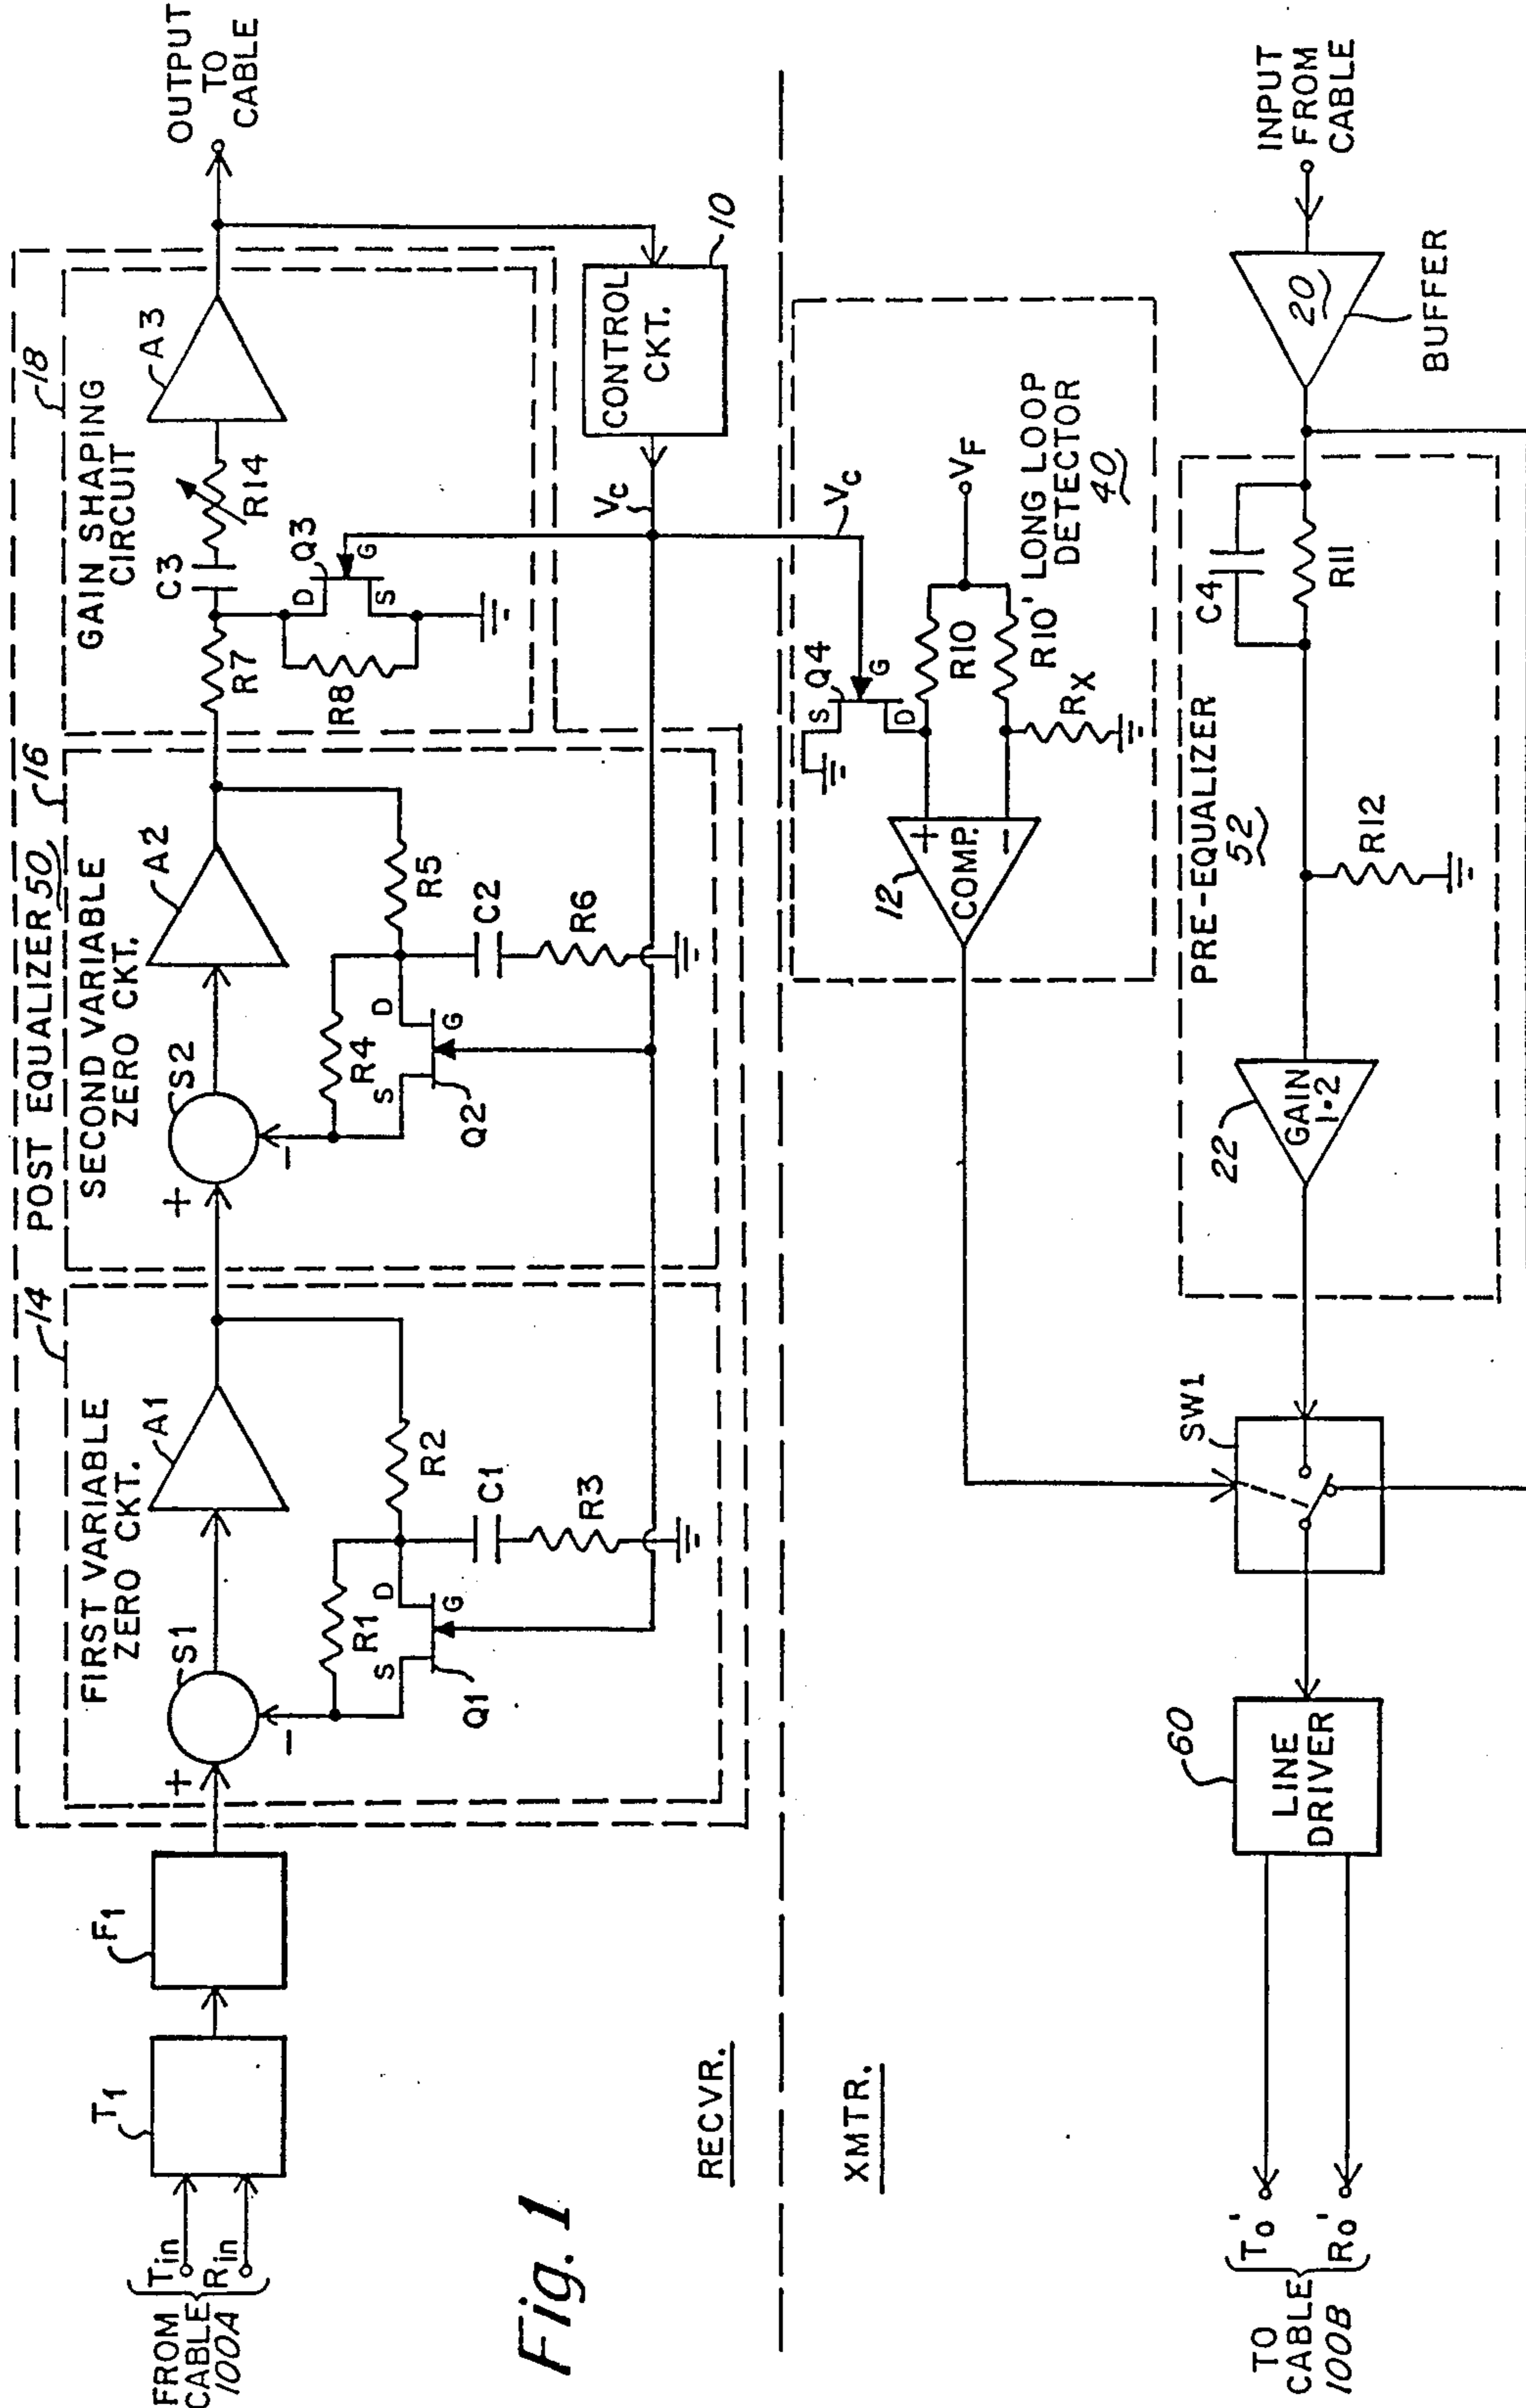 OUTPUT
TO
CABLE
POST EQUALIZER 50
18
GAIN SHAPING
CIRCUIT
A3
R14
C3
Q3
D
G
S
R7
R8
CONTROL
CKT.
10
VC
16
SECOND VARIABLE
ZERO CKT.
A2
S2
+
−
R5
R4
C2
R6
D
G
S
Q2
14
FIRST VARIABLE
ZERO CKT.
A1
S1
+
−
R2
R1
C1
R3
D
G
S
Q1
F1
T1
Tin
Rin
FROM
CABLE
100A
RECVR.
Fig. 1
XMTR.
VC
Q4
S
G
D
VF
R10
R10'
RX
LONG LOOP
DETECTOR
40
12
COMP.
+
−
INPUT
FROM
CABLE
20
BUFFER
PRE-EQUALIZER
52
C4
R11
R12
22
GAIN
1.2
SW1
60
LINE
DRIVER
To'
Ro'
TO
CABLE
100B